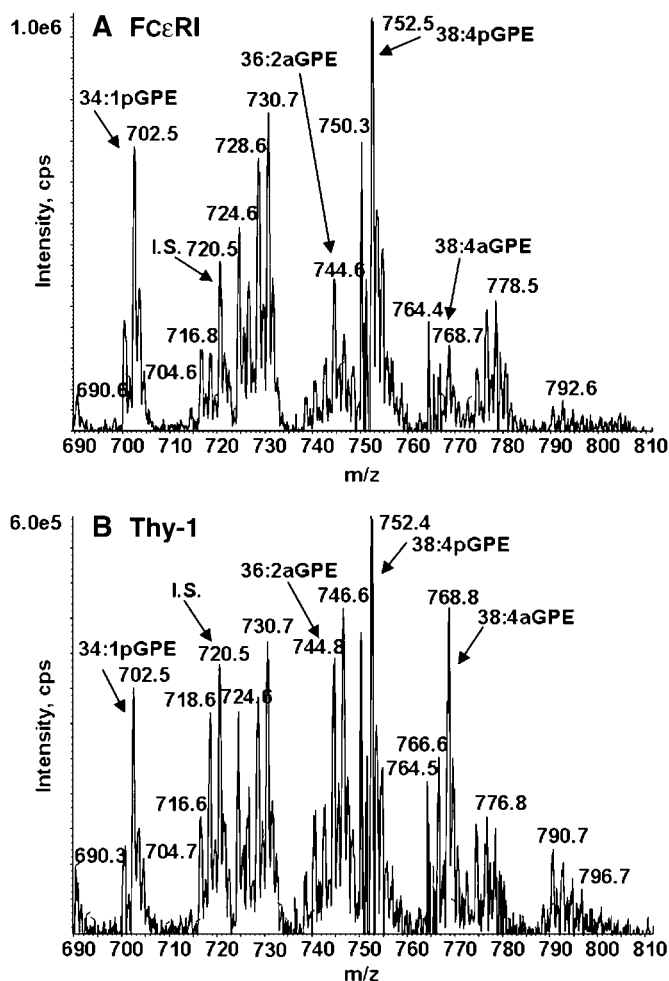 1.0e6
A FcεRI
752.5
38:4pGPE
36:2aGPE
34:1pGPE
702.5
730.7
750.3
728.6
724.6
I.S. 720.5
744.6
38:4aGPE
716.8
764.4
768.7
778.5
690.6
704.6
792.6
Intensity, cps
690 700 710 720 730 740 750 760 770 780 790 800 810
m/z
6.0e5
B Thy-1
752.4
38:4pGPE
36:2aGPE
I.S.
746.6
768.8
38:4aGPE
34:1pGPE
702.5
720.5
730.7
744.8
718.6
724.6
766.6
764.5
716.6
776.8
690.3
704.7
790.7
796.7
Intensity, cps
690 700 710 720 730 740 750 760 770 780 790 800 810
m/z